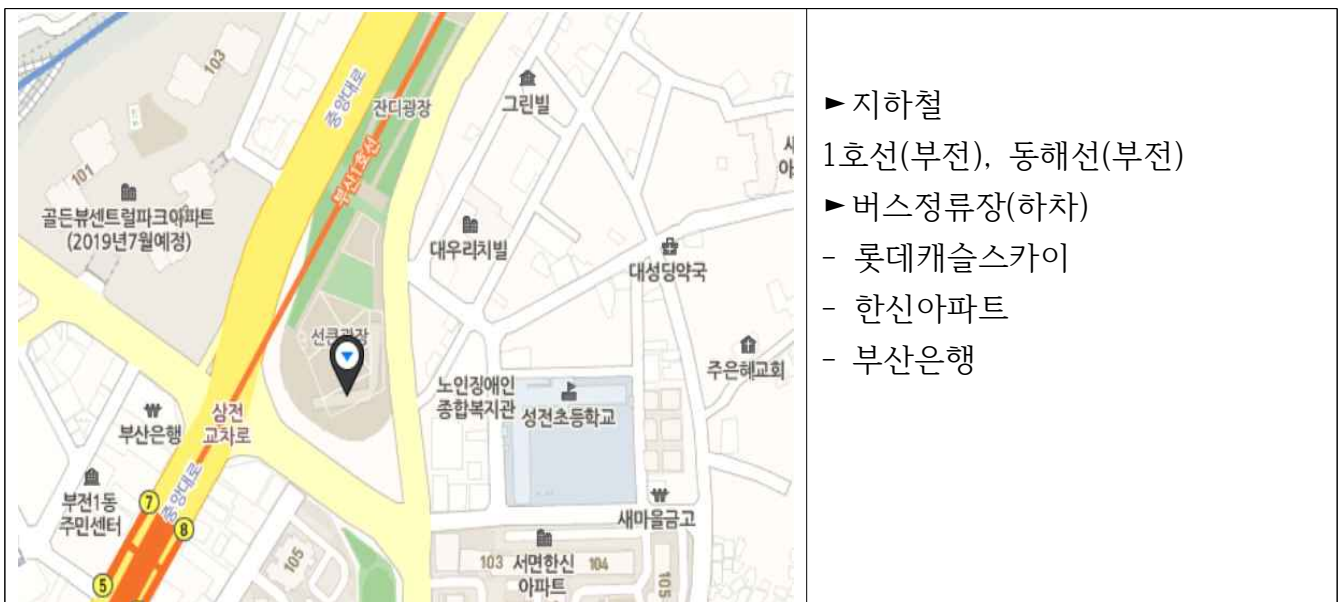 103
중앙대로
잔디광장
그린빌
부산1호선
새
아
101
골든뷰센트럴파크아파트
(2019년7월예정)
대우리치빌
대성당약국
선큰광장
주은혜교회
노인장애인
종합복지관
성전초등학교
₩
부산은행
삼전
교차로
중앙대로
부전1동
주민센터
7
8
5
₩
새마을금고
105
103
서면한신
아파트
104
105
►지하철
1호선(부전), 동해선(부전)
►버스정류장(하차)
- 롯데캐슬스카이
- 한신아파트
- 부산은행